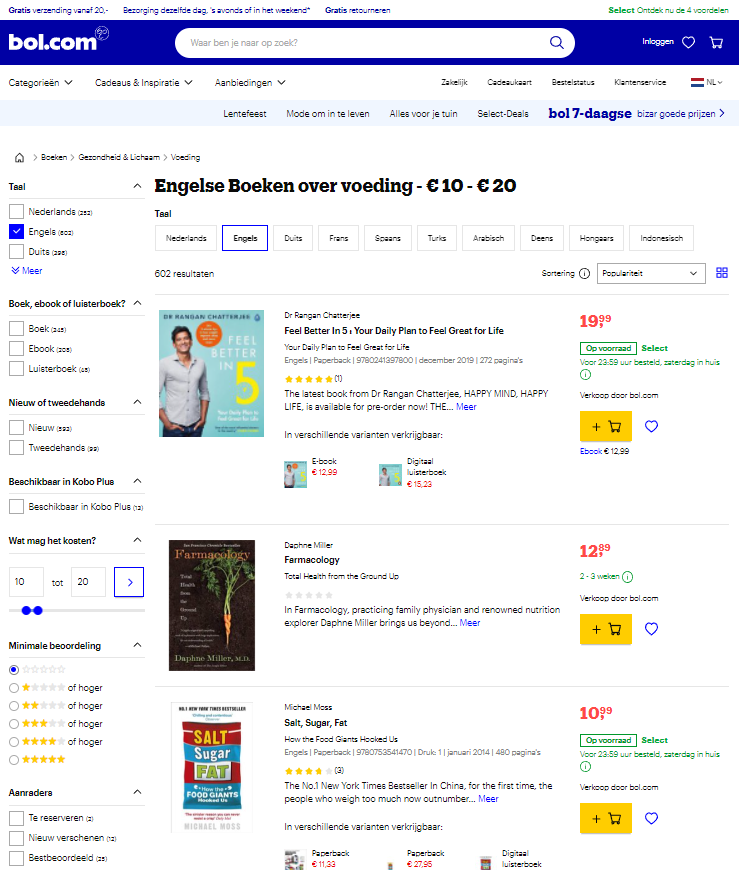 Gratis verzending vanaf 20,- Bezorging dezelfde dag, 's avonds of in het weekend* Gratis retourneren Select Ontdek nu de 4 voordelen
bol.com Waar ben je naar op zoek? Inloggen
Categorieën Cadeaus & Inspiratie Aanbiedingen Zakelijk Cadeaukaart Bestelstatus Klantenservice NL
Lentefeest Mode om in te leven Alles voor je tuin Select-Deals bol 7-daagse bizar goede prijzen
Boeken Gezondheid & Lichaam Voeding
Taal
Nederlands (252)
Engels (602)
Duits (298)
Meer
Boek, ebook of luisterboek?
Boek (348)
Ebook (205)
Luisterboek (48)
Nieuw of tweedehands
Nieuw (592)
Tweedehands (99)
Beschikbaar in Kobo Plus
Beschikbaar in Kobo Plus (12)
Wat mag het kosten?
10 tot 20
Minimale beoordeling
of hoger
of hoger
of hoger
of hoger
Aanraders
Te reserveren (2)
Nieuw verschenen (12)
Bestbeoordeeld (25)
Engelse Boeken over voeding - € 10 - € 20
Taal
Nederlands Engels Duits Frans Spaans Turks Arabisch Deens Hongaars Indonesisch
602 resultaten Sortering Populariteit
DR RANGAN CHATTERJEE
FEEL
BETTER
IN 5
Your Daily Plan to
Feel Great for Life
Dr Rangan Chatterjee
Feel Better In 5 : Your Daily Plan to Feel Great for Life
Your Daily Plan to Feel Great for Life
Engels | Paperback | 9780241397800 | december 2019 | 272 pagina's
(1)
The latest book from Dr Rangan Chatterjee, HAPPY MIND, HAPPY
LIFE, is available for pre-order now! THE... Meer
In verschillende varianten verkrijgbaar:
E-book
€ 12,99
Digitaal
luisterboek
€ 15,23
19,99
Op voorraad Select
Voor 23:59 uur besteld, zaterdag in huis
Verkoop door bol.com
+
Ebook € 12,99
San Francisco Chronicle Bestseller
Farmacology
Total
Health
from
the
Ground
Up
Daphne Miller, M.D.
Daphne Miller
Farmacology
Total Health from the Ground Up
In Farmacology, practicing family physician and renowned nutrition
explorer Daphne Miller brings us beyond... Meer
12,99
2 - 3 weken
Verkoop door bol.com
+
NO.1 NEW YORK TIMES BESTSELLER
SALT
Sugar
FAT
How the
FOOD GIANTS
Hooked Us
MICHAEL MOSS
Michael Moss
Salt, Sugar, Fat
How the Food Giants Hooked Us
Engels | Paperback | 9780753541470 | Druk: 1 | januari 2014 | 480 pagina's
(3)
The No.1 New York Times Bestseller In China, for the first time, the
people who weigh too much now outnumber... Meer
In verschillende varianten verkrijgbaar:
Paperback
€ 11,33
Paperback
€ 27,95
Digitaal
luisterboek
10,99
Op voorraad Select
Voor 23:59 uur besteld, zaterdag in huis
Verkoop door bol.com
+